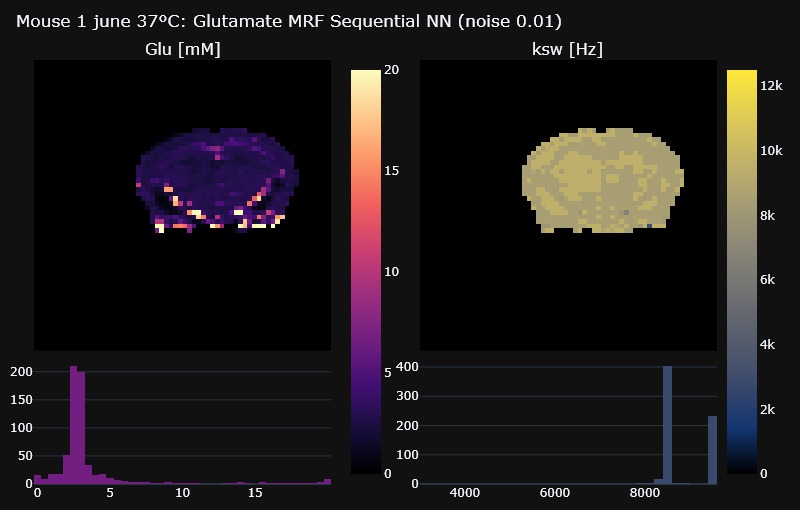 Mouse 1 june 37ºC: Glutamate MRF Sequential NN (noise 0.01)
Glu [mM]
ksw [Hz]
20
15
10
5
0
12k
10k
8k
6k
4k
2k
0
200
150
100
50
0
0
5
10
15
400
300
200
100
0
4000
6000
8000